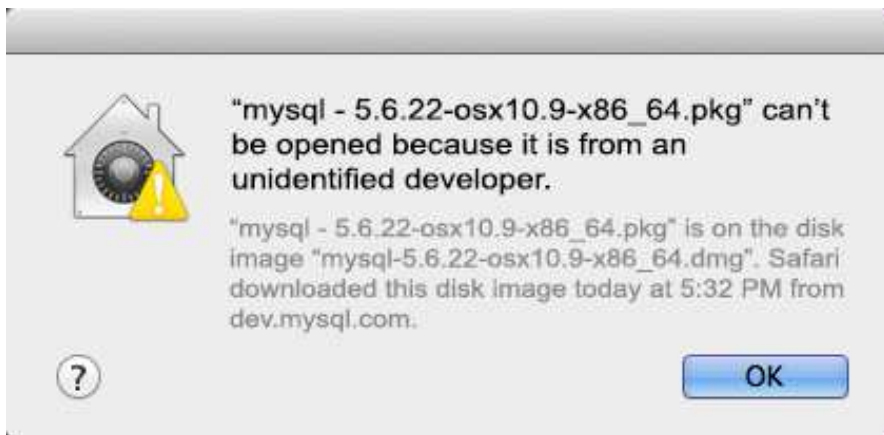 “mysql - 5.6.22-osx10.9-x86_64.pkg” can’t
be opened because it is from an
unidentified developer.
“mysql - 5.6.22-osx10.9-x86_64.pkg” is on the disk
image “mysql-5.6.22-osx10.9-x86_64.dmg”. Safari
downloaded this disk image today at 5:32 PM from
dev.mysql.com.
?
OK